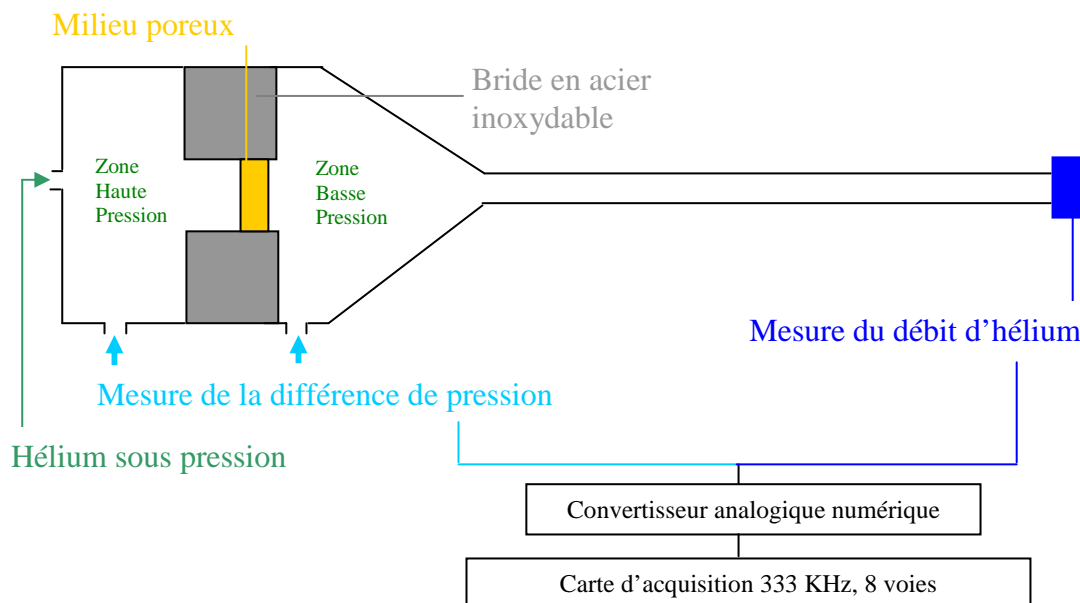 Milieu poreux
Bride en acier
inoxydable
Zone
Haute
Pression
Zone
Basse
Pression
Mesure du débit d’hélium
Mesure de la différence de pression
Hélium sous pression
Convertisseur analogique numérique
Carte d’acquisition 333 KHz, 8 voies